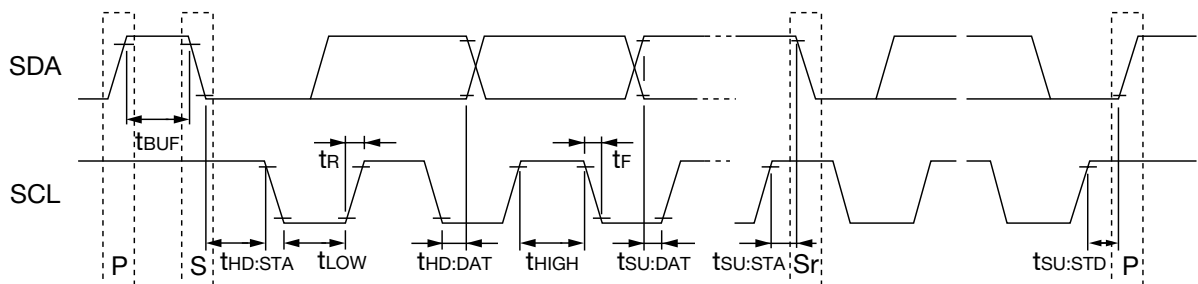 SDA
tBUF
tR
tF
SCL
P
S
tHD:STA
tLOW
tHD:DAT
tHIGH
tSU:DAT
tSU:STA
Sr
tSU:STD
P